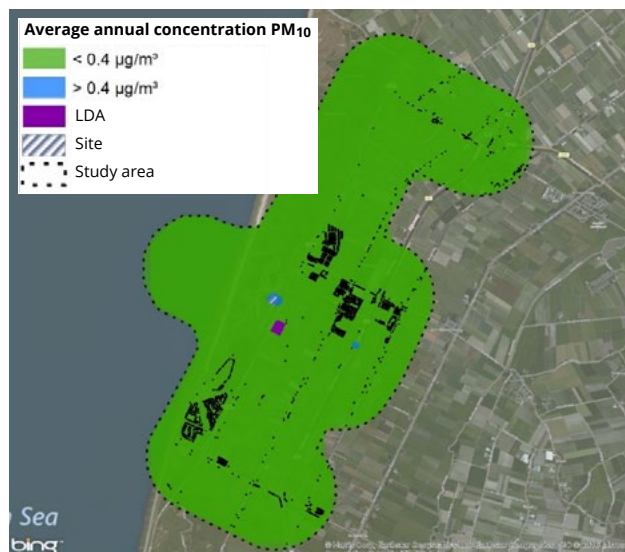 Average annual concentration PM10
< 0.4 µg/m³
> 0.4 µg/m³
LDA
Site
Study area
Sea
bing